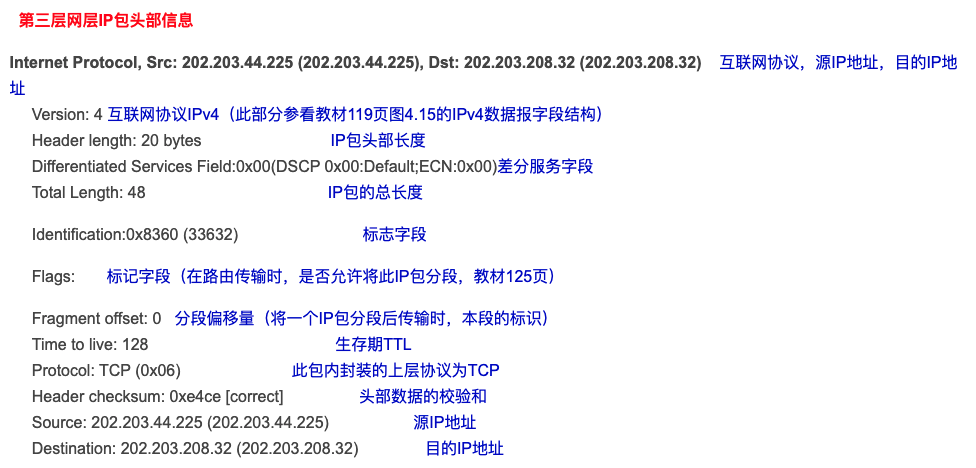 第三层网层IP包头部信息
Internet Protocol, Src: 202.203.44.225 (202.203.44.225), Dst: 202.203.208.32 (202.203.208.32) 互联网协议，源IP地址，目的IP地
址
Version: 4 互联网协议IPv4（此部分参看教材119页图4.15的IPv4数据报字段结构）
Header length: 20 bytes IP包头部长度
Differentiated Services Field:0x00(DSCP 0x00:Default;ECN:0x00)差分服务字段
Total Length: 48 IP包的总长度
Identification:0x8360 (33632) 标志字段
Flags: 标记字段（在路由传输时，是否允许将此IP包分段，教材125页）
Fragment offset: 0 分段偏移量（将一个IP包分段后传输时，本段的标识）
Time to live: 128 生存期TTL
Protocol: TCP (0x06) 此包内封装的上层协议为TCP
Header checksum: 0xe4ce [correct] 头部数据的校验和
Source: 202.203.44.225 (202.203.44.225) 源IP地址
Destination: 202.203.208.32 (202.203.208.32) 目的IP地址